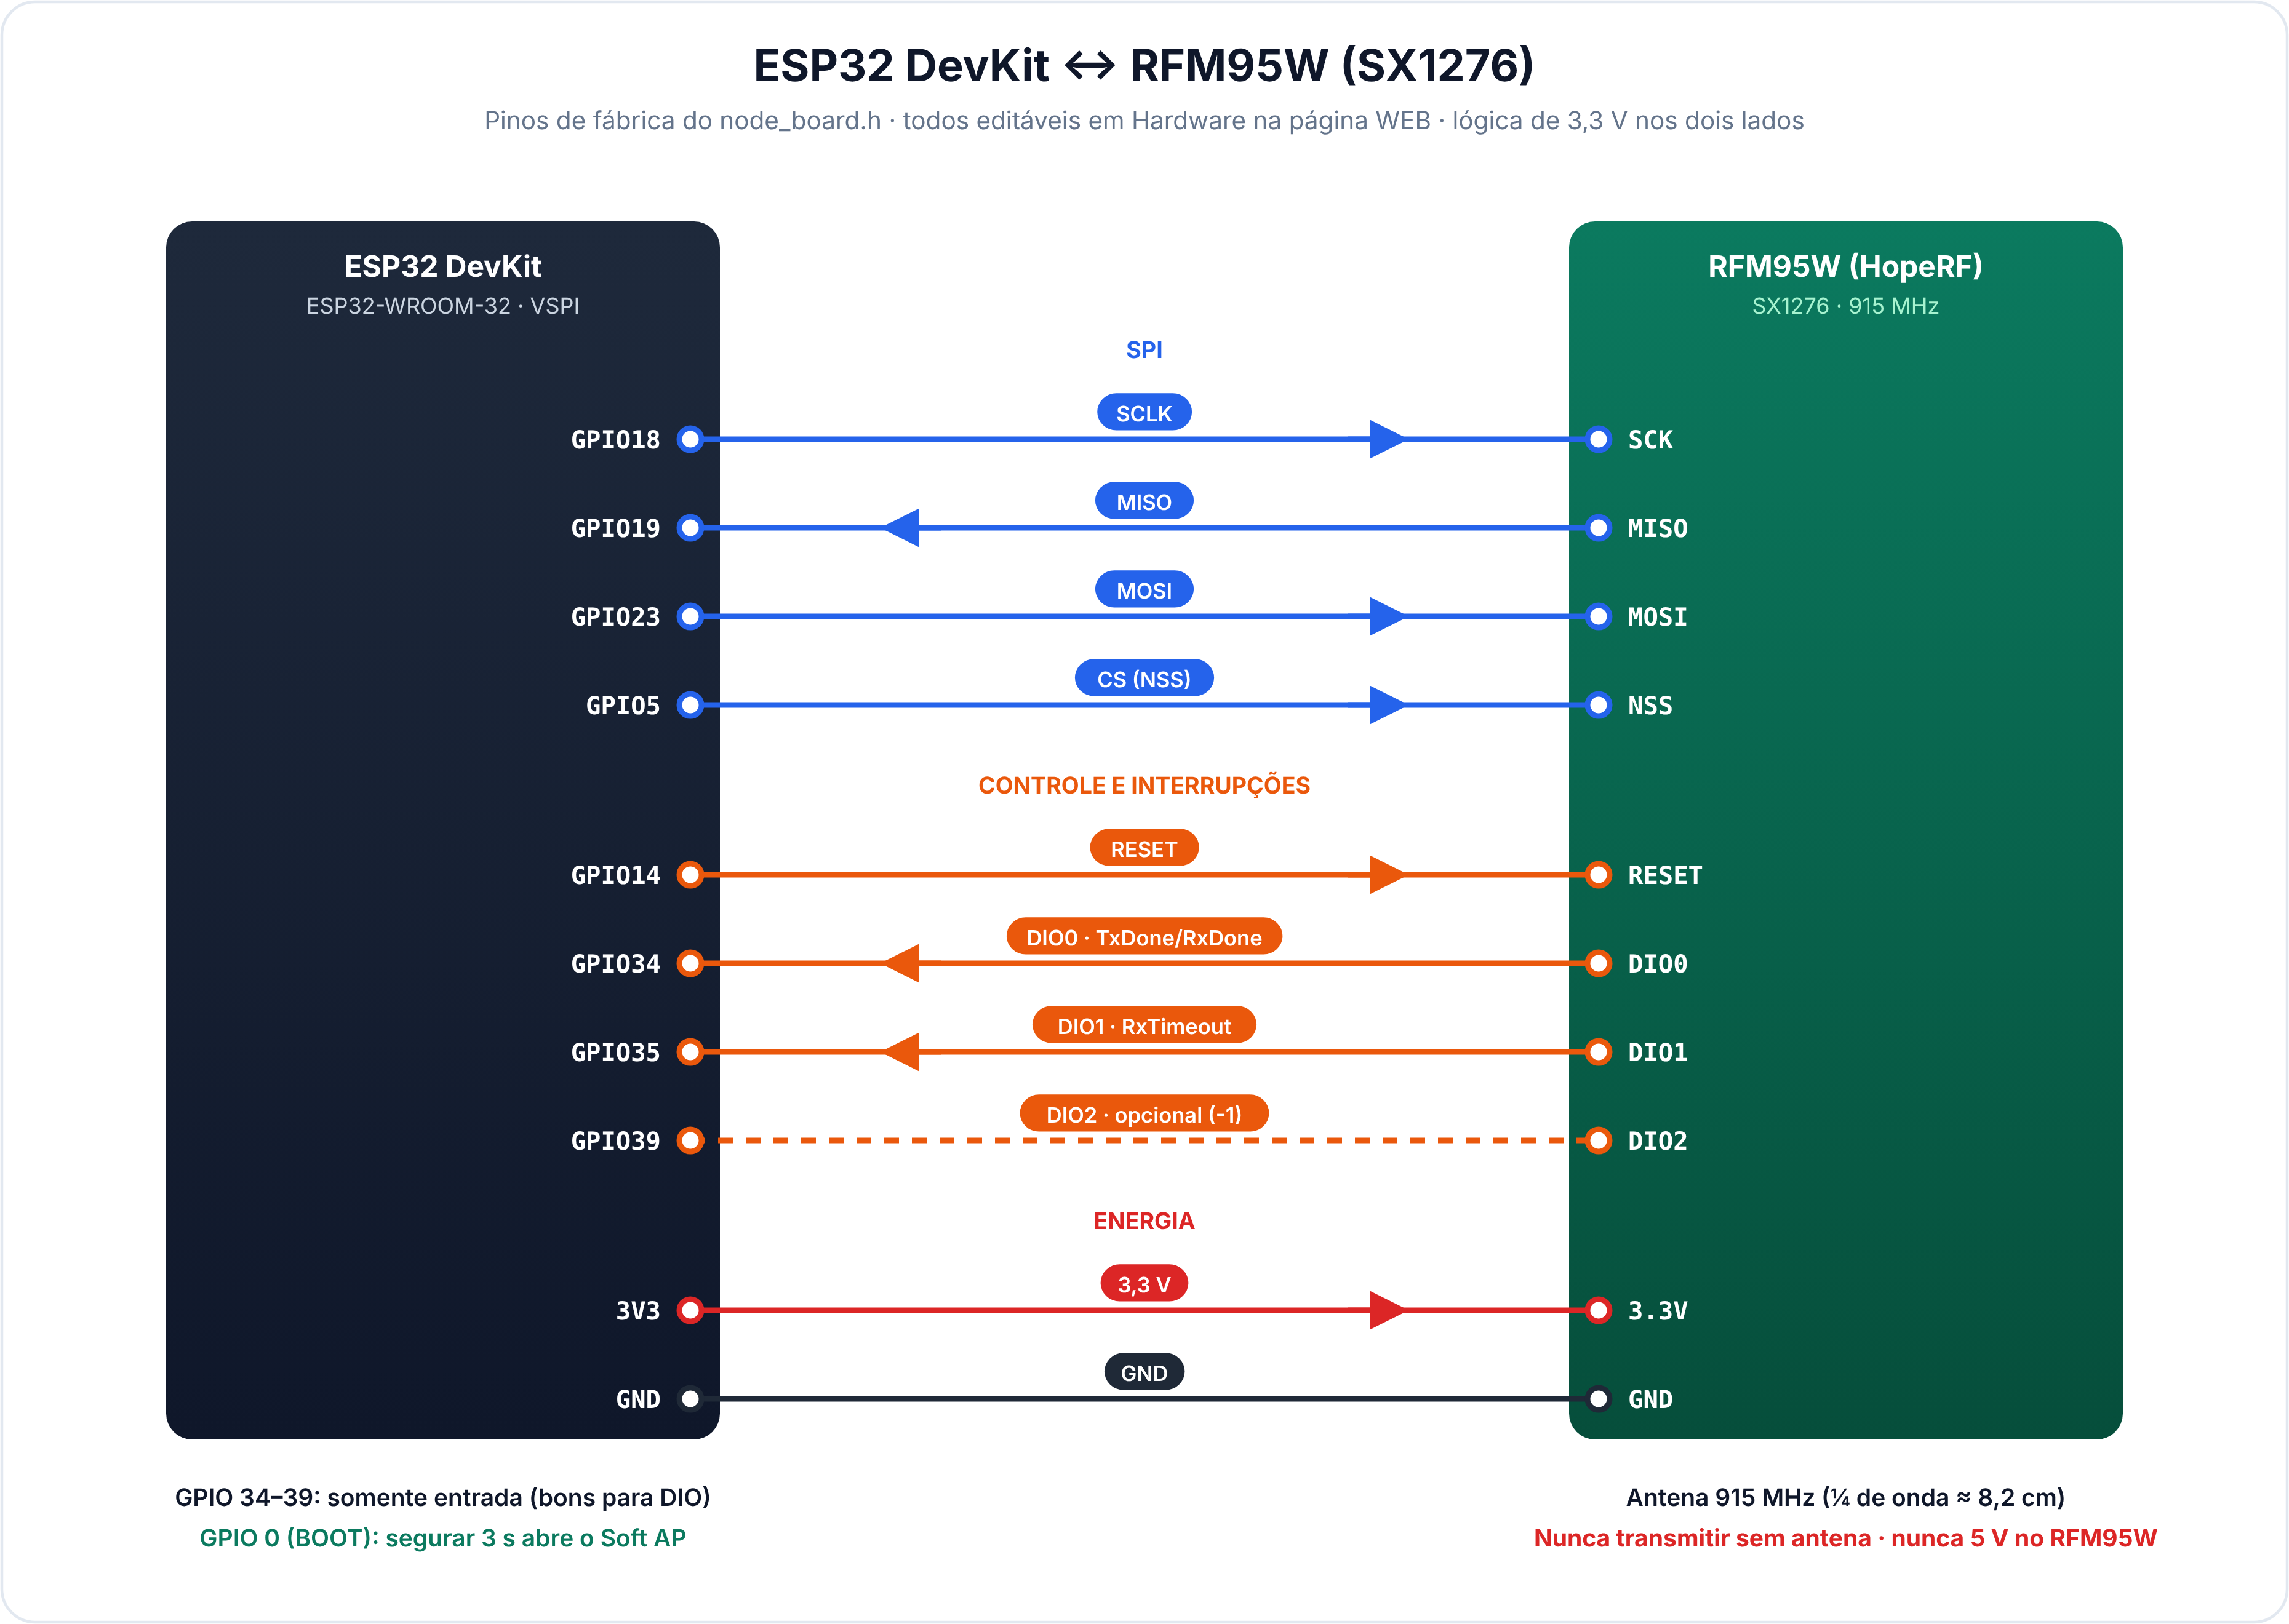 ESP32 DevKit ↔ RFM95W (SX1276)
Pinos de fábrica do node_board.h · todos editáveis em Hardware na página WEB · lógica de 3,3 V nos dois lados
ESP32 DevKit
ESP32-WROOM-32 · VSPI
RFM95W (HopeRF)
SX1276 · 915 MHz
SPI
SCLK
GPIO18
SCK
MISO
GPIO19
MISO
MOSI
GPIO23
MOSI
CS (NSS)
GPIO5
NSS
CONTROLE E INTERRUPÇÕES
RESET
GPIO14
RESET
DIO0 · TxDone/RxDone
GPIO34
DIO0
DIO1 · RxTimeout
GPIO35
DIO1
DIO2 · opcional (-1)
GPIO39
DIO2
ENERGIA
3,3 V
3V3
3.3V
GND
GND
GND
GPIO 34–39: somente entrada (bons para DIO)
GPIO 0 (BOOT): segurar 3 s abre o Soft AP
Antena 915 MHz (¼ de onda ≈ 8,2 cm)
Nunca transmitir sem antena · nunca 5 V no RFM95W